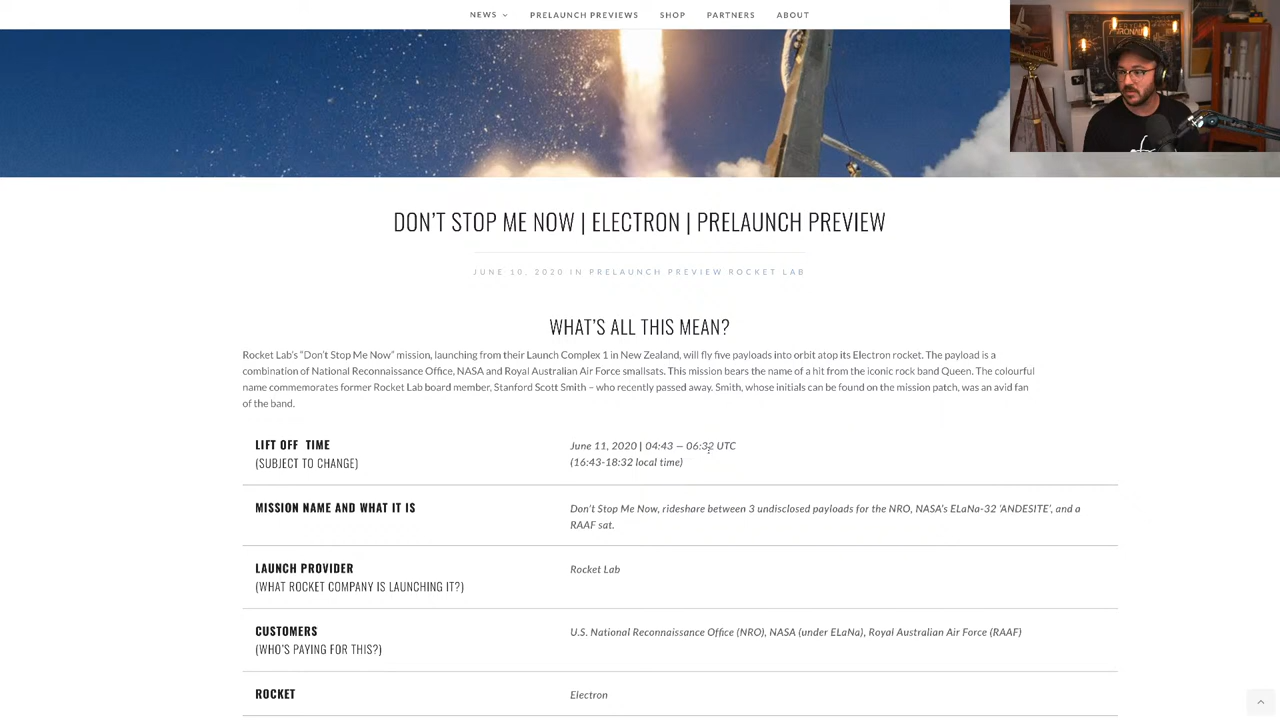 NEWS PRELAUNCH PREVIEWS SHOP PARTNERS ABOUT
DON'T STOP ME NOW | ELECTRON | PRELAUNCH PREVIEW
JUNE 10, 2020 IN PRELAUNCH PREVIEW ROCKET LAB
WHAT'S ALL THIS MEAN?
Rocket Lab's “Don't Stop Me Now” mission, launching from their Launch Complex 1 in New Zealand, will fly five payloads into orbit atop its Electron rocket. The payload is a
combination of National Reconnaissance Office, NASA and Royal Australian Air Force smallsats. This mission bears the name of a hit from the iconic rock band Queen. The colourful
name commemorates former Rocket Lab board member, Stanford Scott Smith – who recently passed away. Smith, whose initials can be found on the mission patch, was an avid fan
of the band.
LIFT OFF TIME
(SUBJECT TO CHANGE)
June 11, 2020 | 04:43 – 06:32 UTC
(16:43-18:32 local time)
MISSION NAME AND WHAT IT IS
Don't Stop Me Now, rideshare between 3 undisclosed payloads for the NRO, NASA's ELaNa-32 'ANDESITE', and a
RAAF sat.
LAUNCH PROVIDER
(WHAT ROCKET COMPANY IS LAUNCHING IT?)
Rocket Lab
CUSTOMERS
(WHO'S PAYING FOR THIS?)
U.S. National Reconnaissance Office (NRO), NASA (under ELaNa), Royal Australian Air Force (RAAF)
ROCKET
Electron